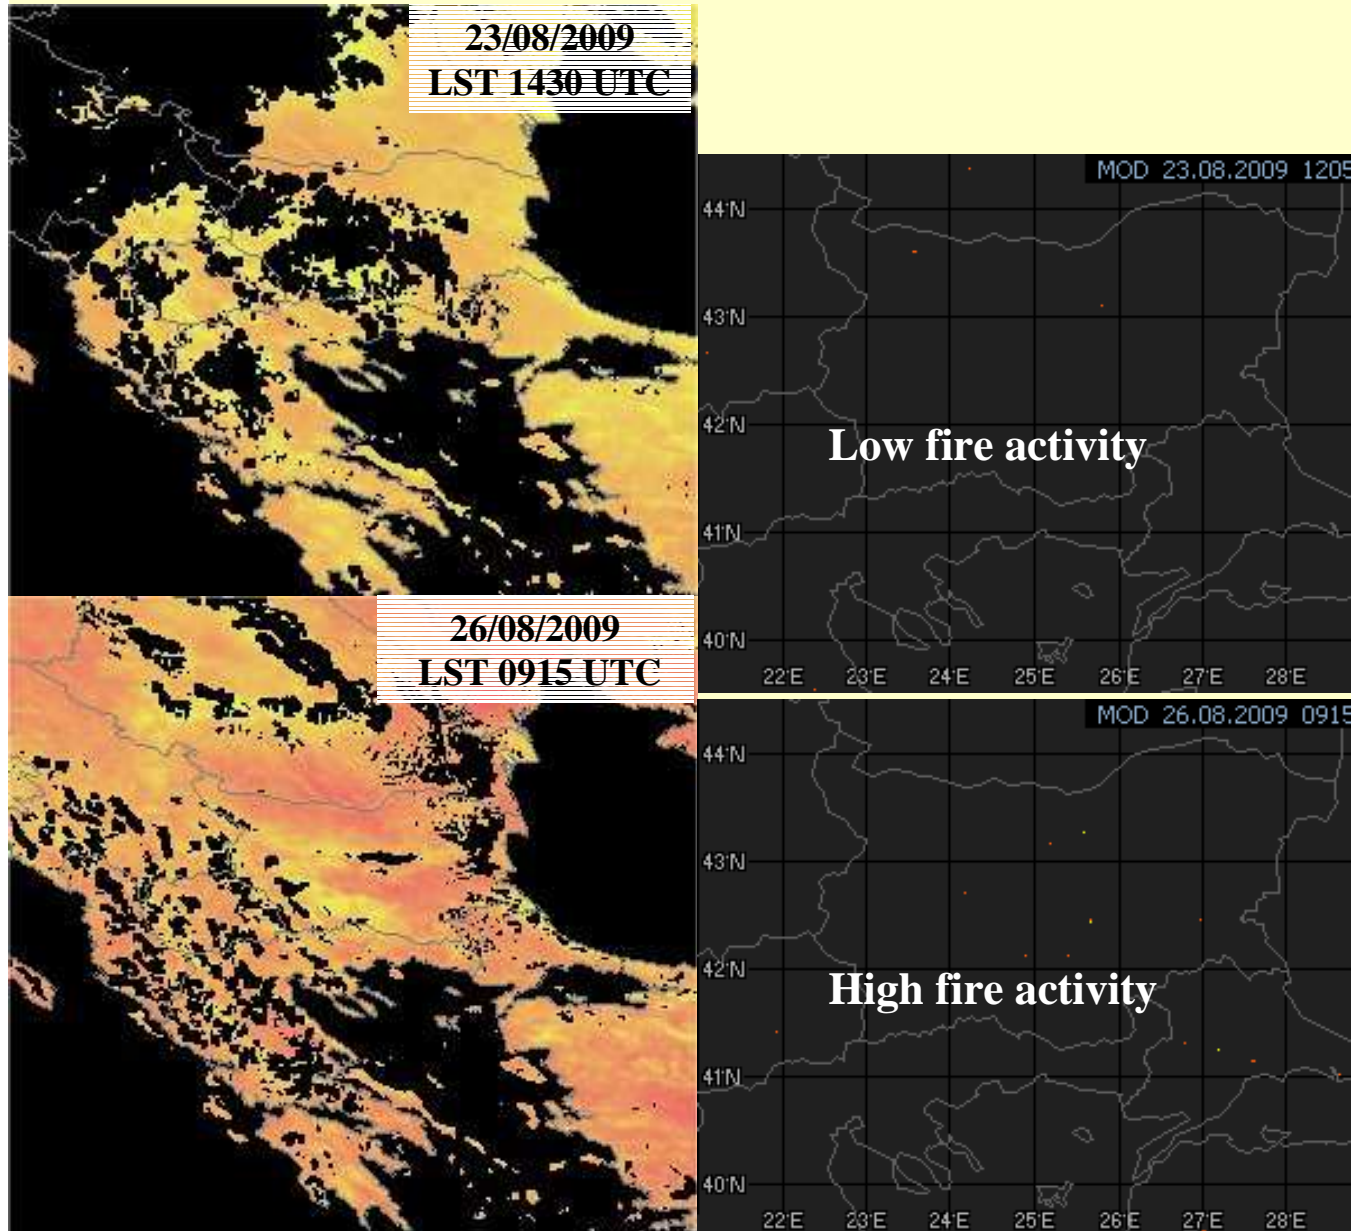 23/08/2009
LST 1430 UTC
MOD 23.08.2009 1205
44°N
43°N
42°N
Low fire activity
41°N
40°N
22°E 23°E 24°E 25°E 26°E 27°E 28°E
26/08/2009
LST 0915 UTC
MOD 26.08.2009 0915
44°N
43°N
42°N
High fire activity
41°N
40°N
22°E 23°E 24°E 25°E 26°E 27°E 28°E